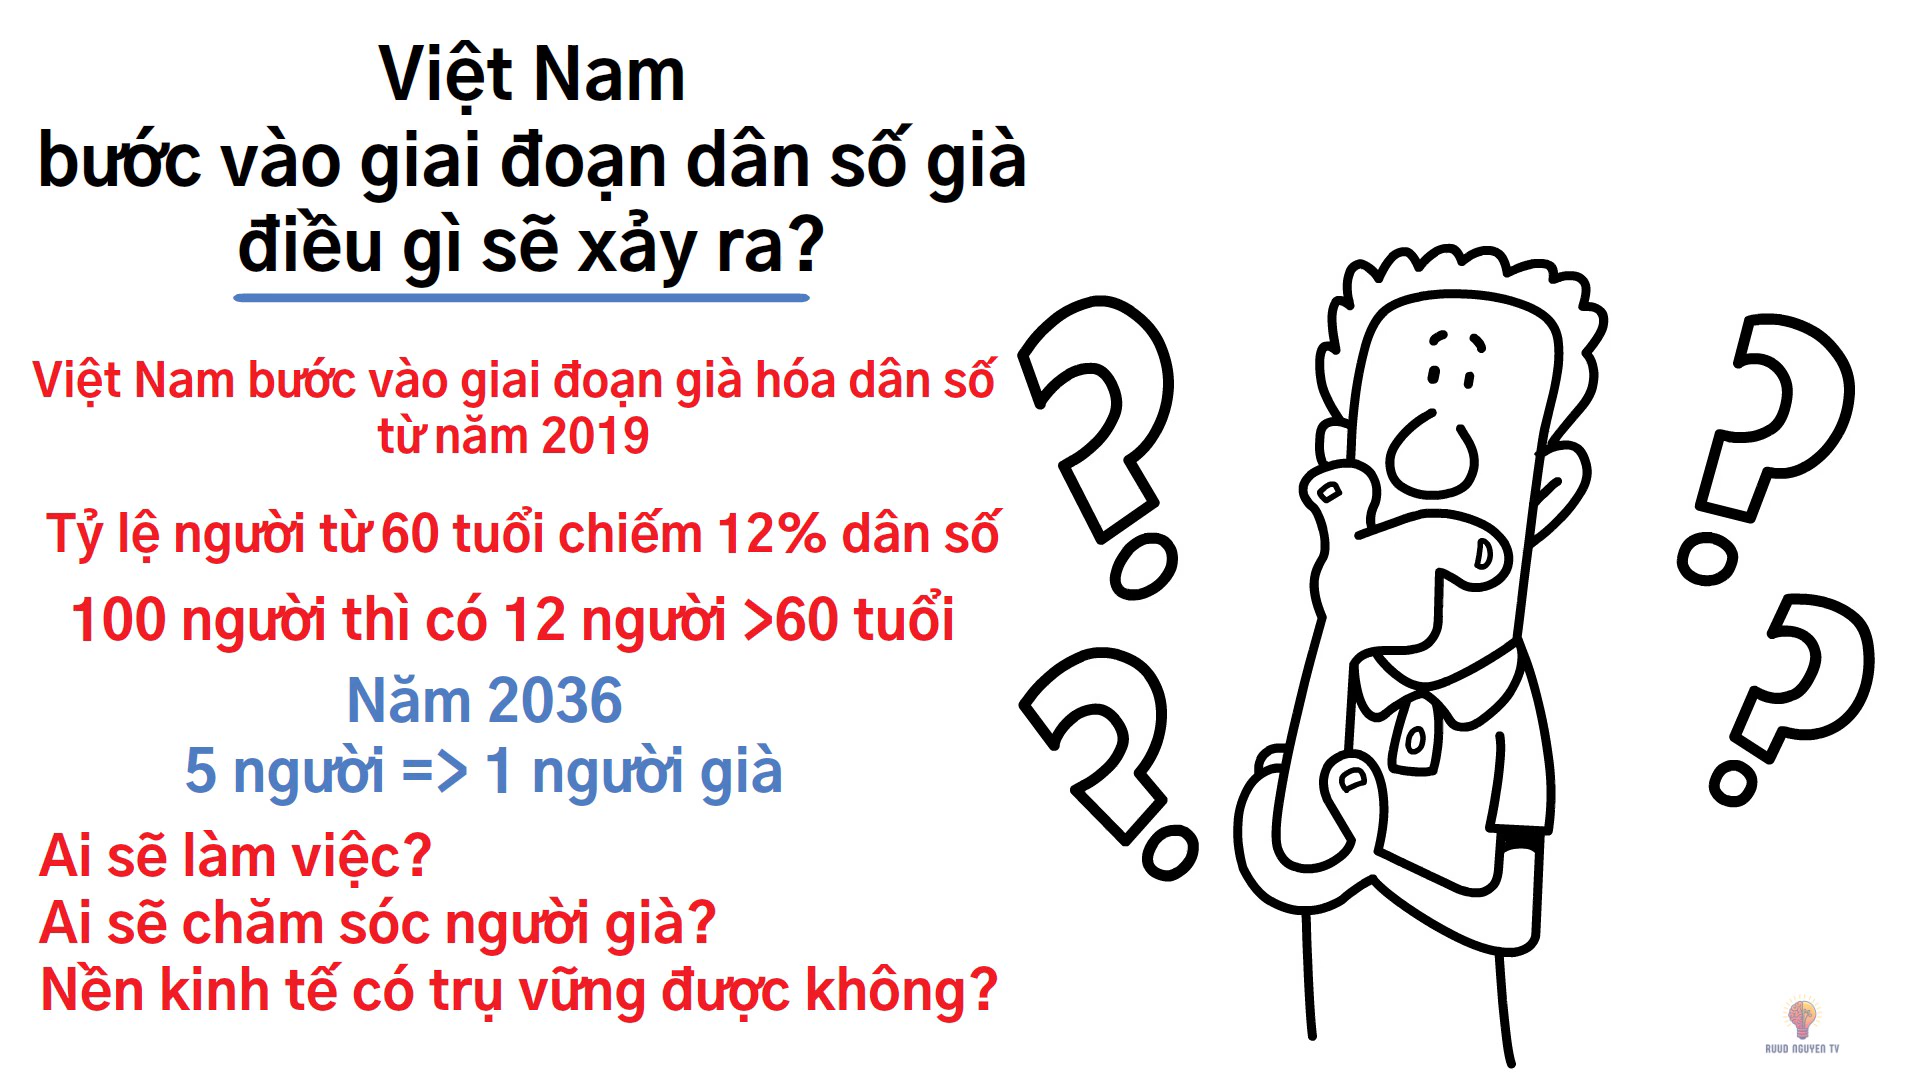 Việt Nam
bước vào giai đoạn dân số già
điều gì sẽ xảy ra?
Việt Nam bước vào giai đoạn già hóa dân số
từ năm 2019
Tỷ lệ người từ 60 tuổi chiếm 12% dân số
100 người thì có 12 người >60 tuổi
Năm 2036
5 người => 1 người già
Ai sẽ làm việc?
Ai sẽ chăm sóc người già?
Nền kinh tế có trụ vững được không?
RUUD NGUYEN TV